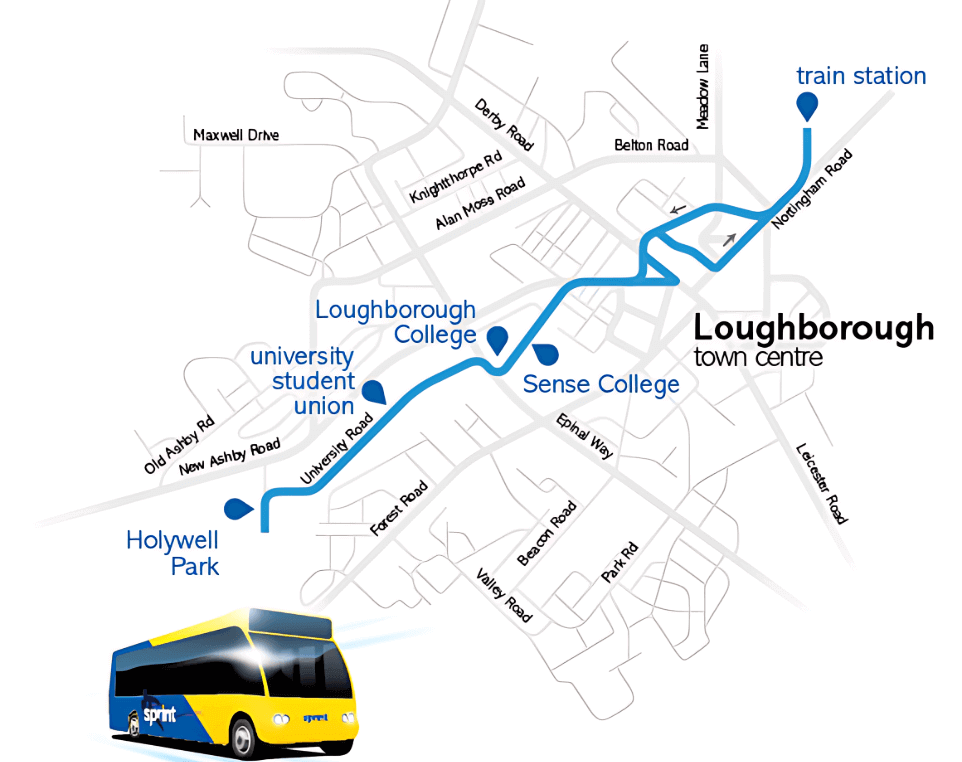 train station
Meadow Lane
Derby Road
Maxwell Drive
Belton Road
Knighthorpe Rd
Alan Moss Road
Nottingham Road
Loughborough
College
Loughborough
town centre
university
student
union
Sense College
Old Ashby Rd
New Ashby Road
University Road
Epinal Way
Leicester Road
Forest Road
Holywell
Park
Beacon Road
Park Rd
Valley Road
sprint
sprint